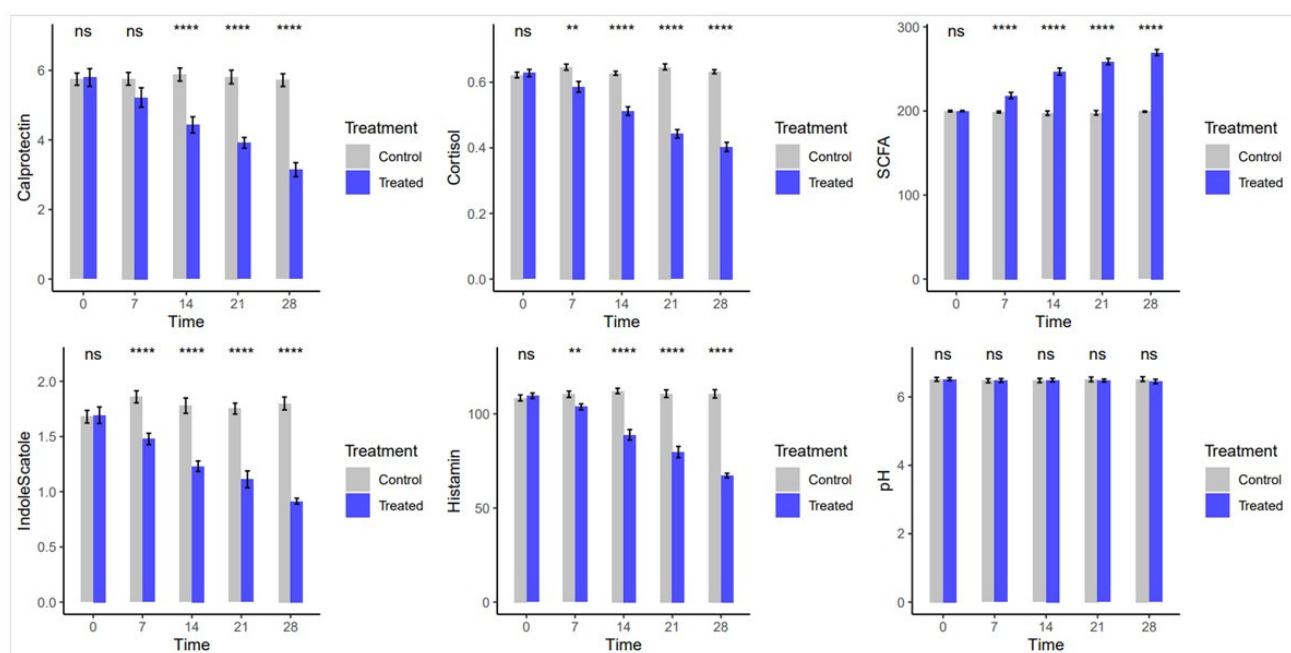 ns ns **** **** ****
Calprotectin
6
4
2
0
0 7 14 21 28
Time
Treatment
Control
Treated
ns ** **** **** ****
Cortisol
0.6
0.4
0.2
0.0
0 7 14 21 28
Time
Treatment
Control
Treated
ns **** **** **** ****
SCFA
300
200
100
0
0 7 14 21 28
Time
Treatment
Control
Treated
ns **** **** **** ****
IndoleScatole
2.0
1.5
1.0
0.5
0.0
0 7 14 21 28
Time
Treatment
Control
Treated
ns ** **** **** ****
Histamin
100
50
0
0 7 14 21 28
Time
Treatment
Control
Treated
ns ns ns ns ns
pH
6
4
2
0
0 7 14 21 28
Time
Treatment
Control
Treated